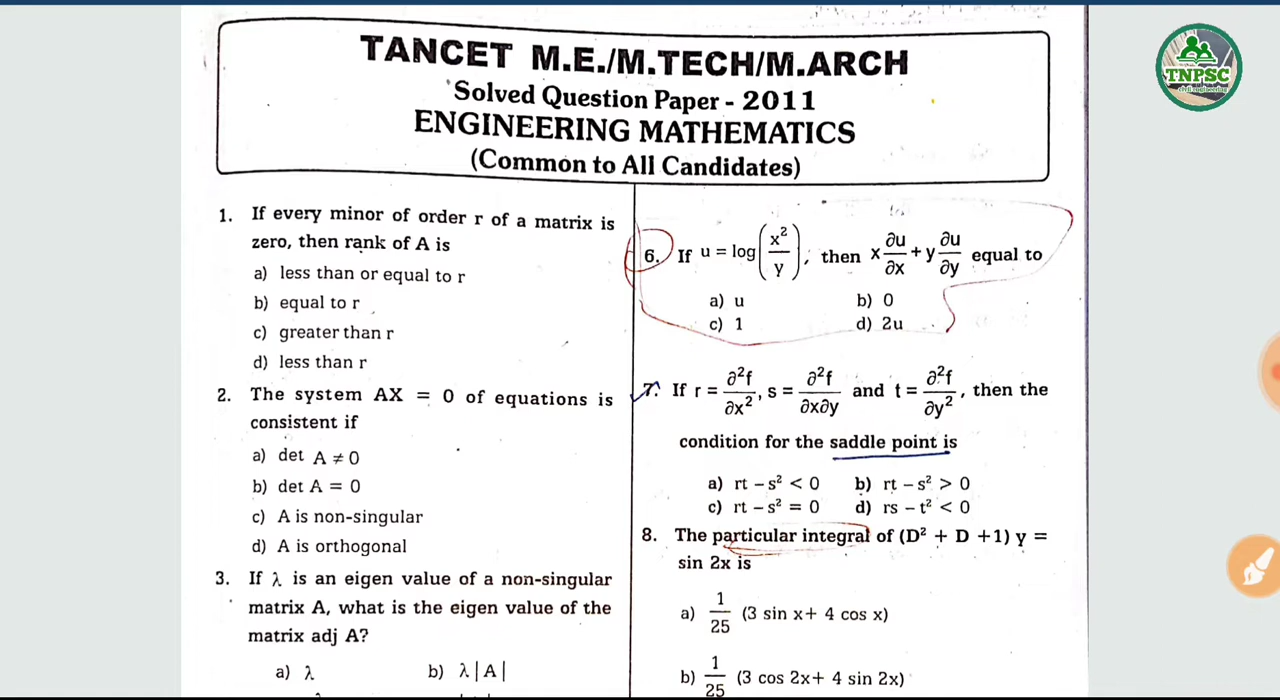 TANCET M.E./M.TECH/M.ARCH
Solved Question Paper - 2011
ENGINEERING MATHEMATICS
(Common to All Candidates)
TNPSC
civil engineering
1. If every minor of order r of a matrix is
zero, then rank of A is
a) less than or equal to r
b) equal to r
c) greater than r
d) less than r
2. The system AX = 0 of equations is
consistent if
a) det A ≠ 0
b) det A = 0
c) A is non-singular
d) A is orthogonal
3. If λ is an eigen value of a non-singular
matrix A, what is the eigen value of the
matrix adj A?
a) λ b) λ|A|
6. If u = log(x²/y), then x ∂u/∂x + y ∂u/∂y equal to
a) u b) 0
c) 1 d) 2u
7. If r = ∂²f/∂x², s = ∂²f/∂x∂y and t = ∂²f/∂y², then the
condition for the saddle point is
a) rt – s² < 0 b) rt – s² > 0
c) rt – s² = 0 d) rs – t² < 0
8. The particular integral of (D² + D +1) y =
sin 2x is
a) 1/25 (3 sin x+ 4 cos x)
b) 1/25 (3 cos 2x+ 4 sin 2x)